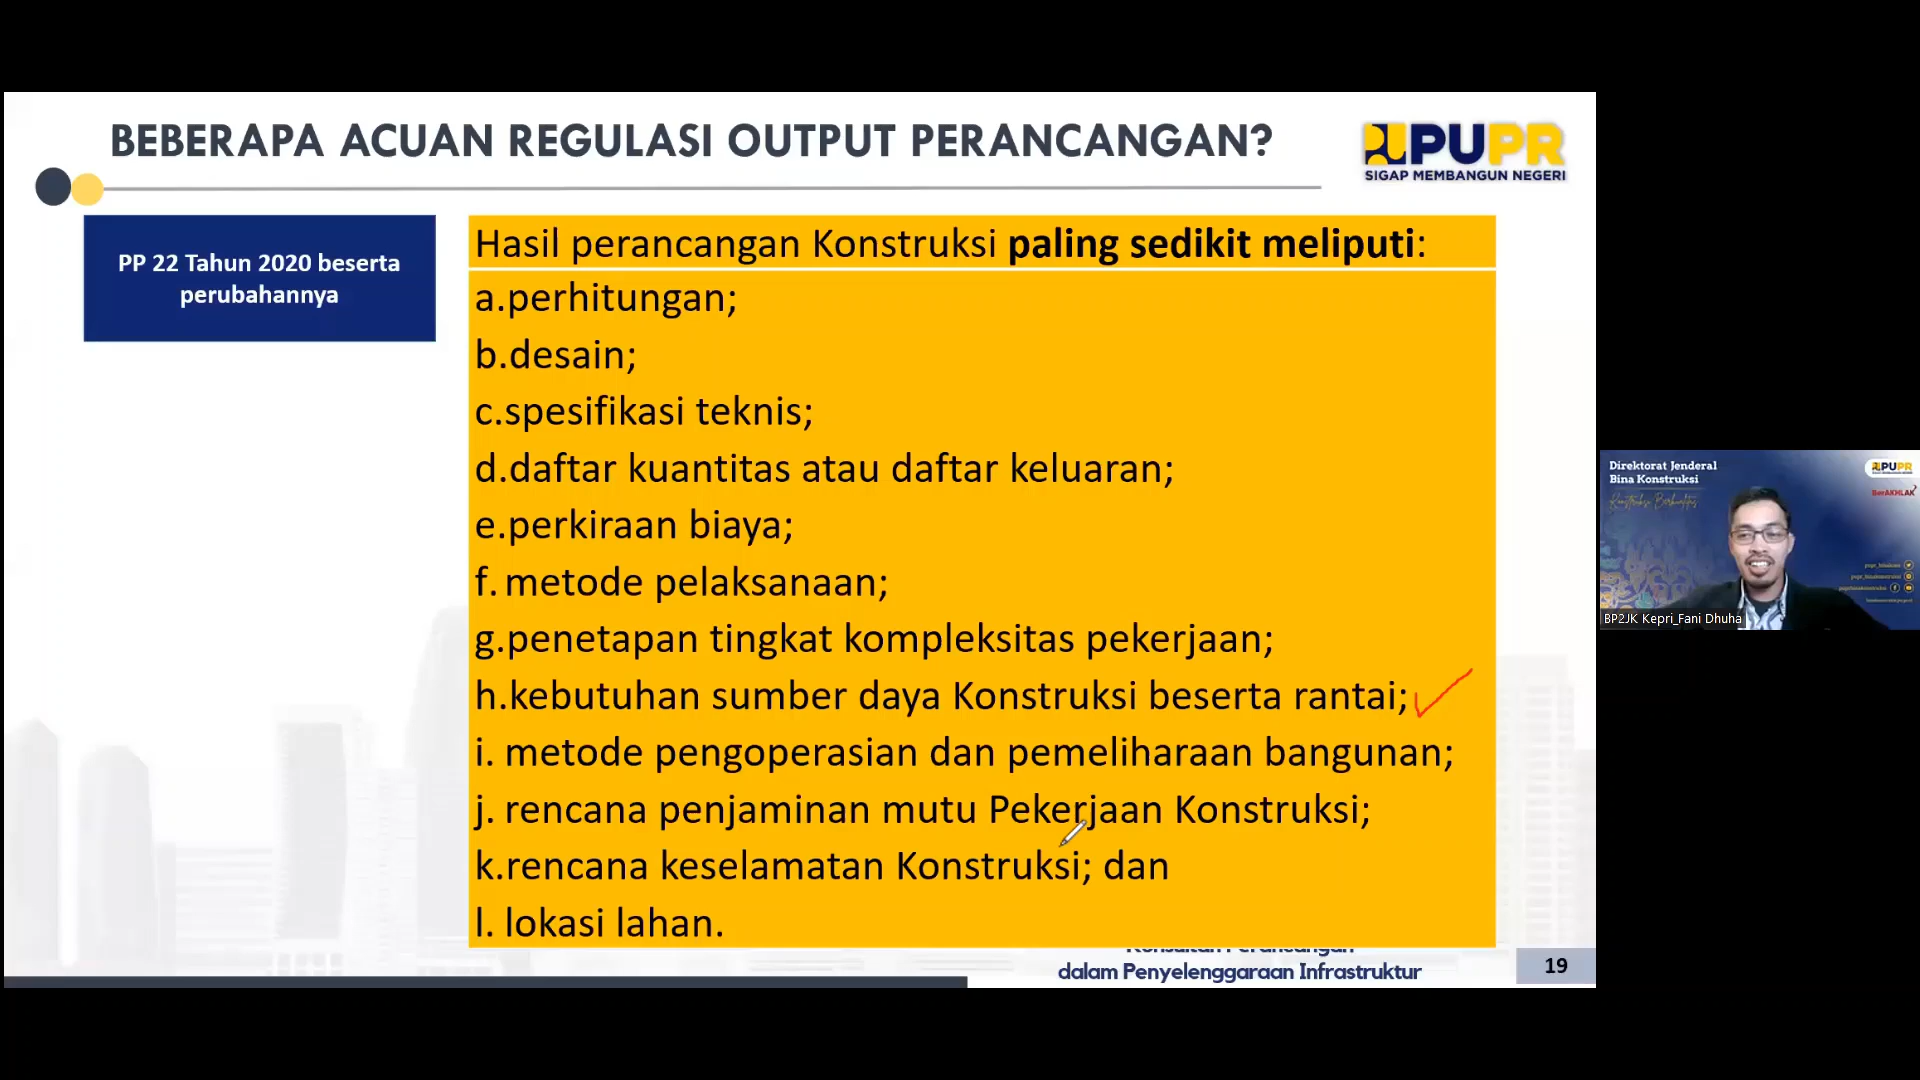 BEBERAPA ACUAN REGULASI OUTPUT PERANCANGAN?
PUPR
SIGAP MEMBANGUN NEGERI
PP 22 Tahun 2020 beserta
perubahannya
Hasil perancangan Konstruksi paling sedikit meliputi:
a.perhitungan;
b.desain;
c.spesifikasi teknis;
d.daftar kuantitas atau daftar keluaran;
e.perkiraan biaya;
f. metode pelaksanaan;
g.penetapan tingkat kompleksitas pekerjaan;
h.kebutuhan sumber daya Konstruksi beserta rantai;
i. metode pengoperasian dan pemeliharaan bangunan;
j. rencana penjaminan mutu Pekerjaan Konstruksi;
k.rencana keselamatan Konstruksi; dan
l. lokasi lahan.
Konsultan Perancangan
dalam Penyelenggaraan Infrastruktur
19
Direktorat Jenderal
Bina Konstruksi
PUPR
BerAKHLAK
BP2JK Kepri_Fani Dhuha